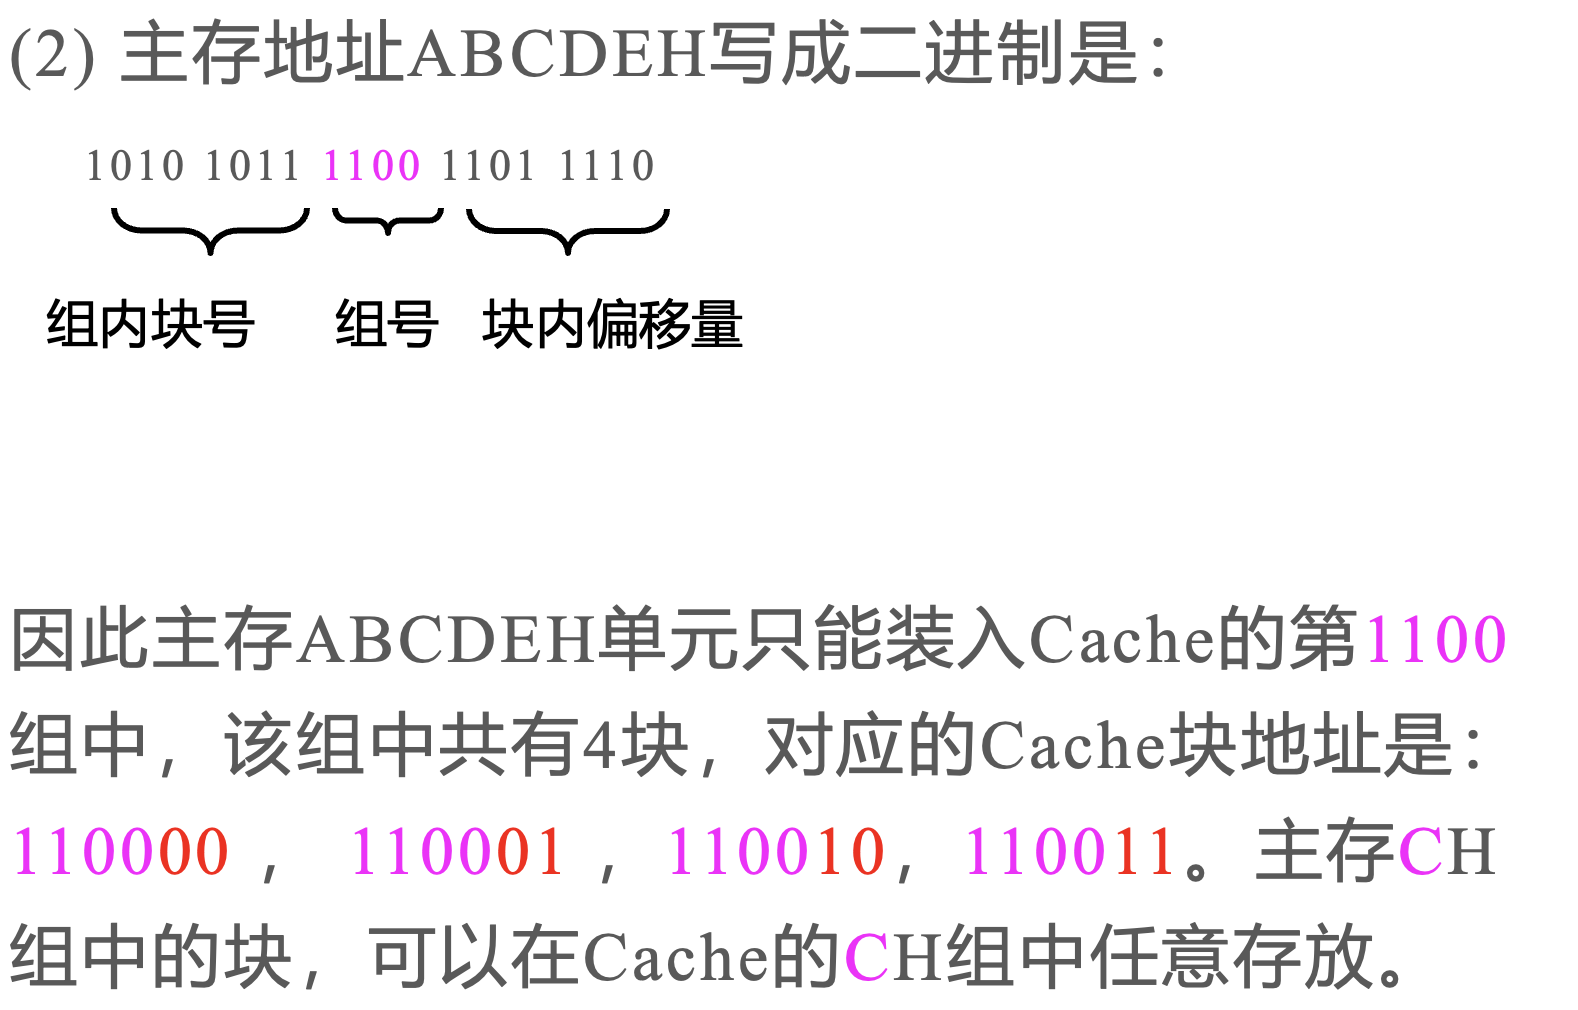 (2) 主存地址ABCDEH写成二进制是：
1010 1011 1100 1101 1110
组内块号 组号 块内偏移量
因此主存ABCDEH单元只能装入Cache的第1100
组中，该组中共有4块，对应的Cache块地址是：
110000 ， 110001 ， 110010， 110011。主存CH
组中的块，可以在Cache的CH组中任意存放。